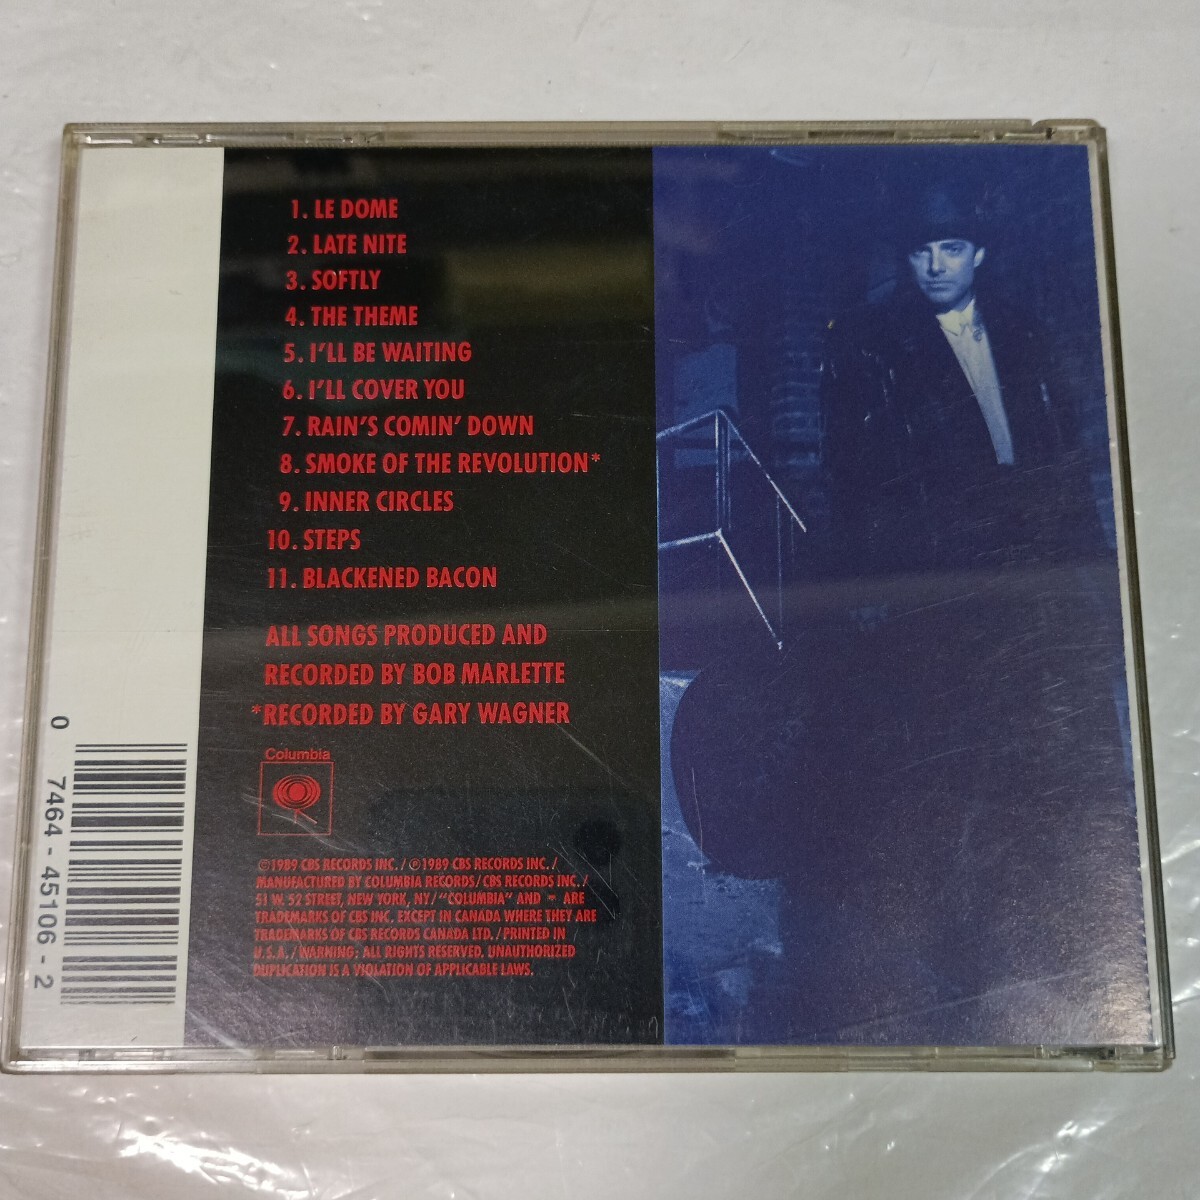 1. LE DOME
2. LATE NITE
3. SOFTLY
4. THE THEME
5. I'LL BE WAITING
6. I'LL COVER YOU
7. RAIN'S COMIN' DOWN
8. SMOKE OF THE REVOLUTION*
9. INNER CIRCLES
10. STEPS
11. BLACKENED BACON
ALL SONGS PRODUCED AND
RECORDED BY BOB MARLETTE
*RECORDED BY GARY WAGNER
Columbia
©1989 CBS RECORDS INC./℗1989 CBS RECORDS INC./
MANUFACTURED BY COLUMBIA RECORDS/CBS RECORDS INC./
51 W. 52 STREET, NEW YORK, NY/"COLUMBIA" AND ARE
TRADEMARKS OF CBS INC. EXCEPT IN CANADA WHERE THEY ARE
TRADEMARKS OF CBS RECORDS CANADA LTD./PRINTED IN
U.S.A./WARNING: ALL RIGHTS RESERVED. UNAUTHORIZED
DUPLICATION IS A VIOLATION OF APPLICABLE LAWS.
0 7464-45106-2